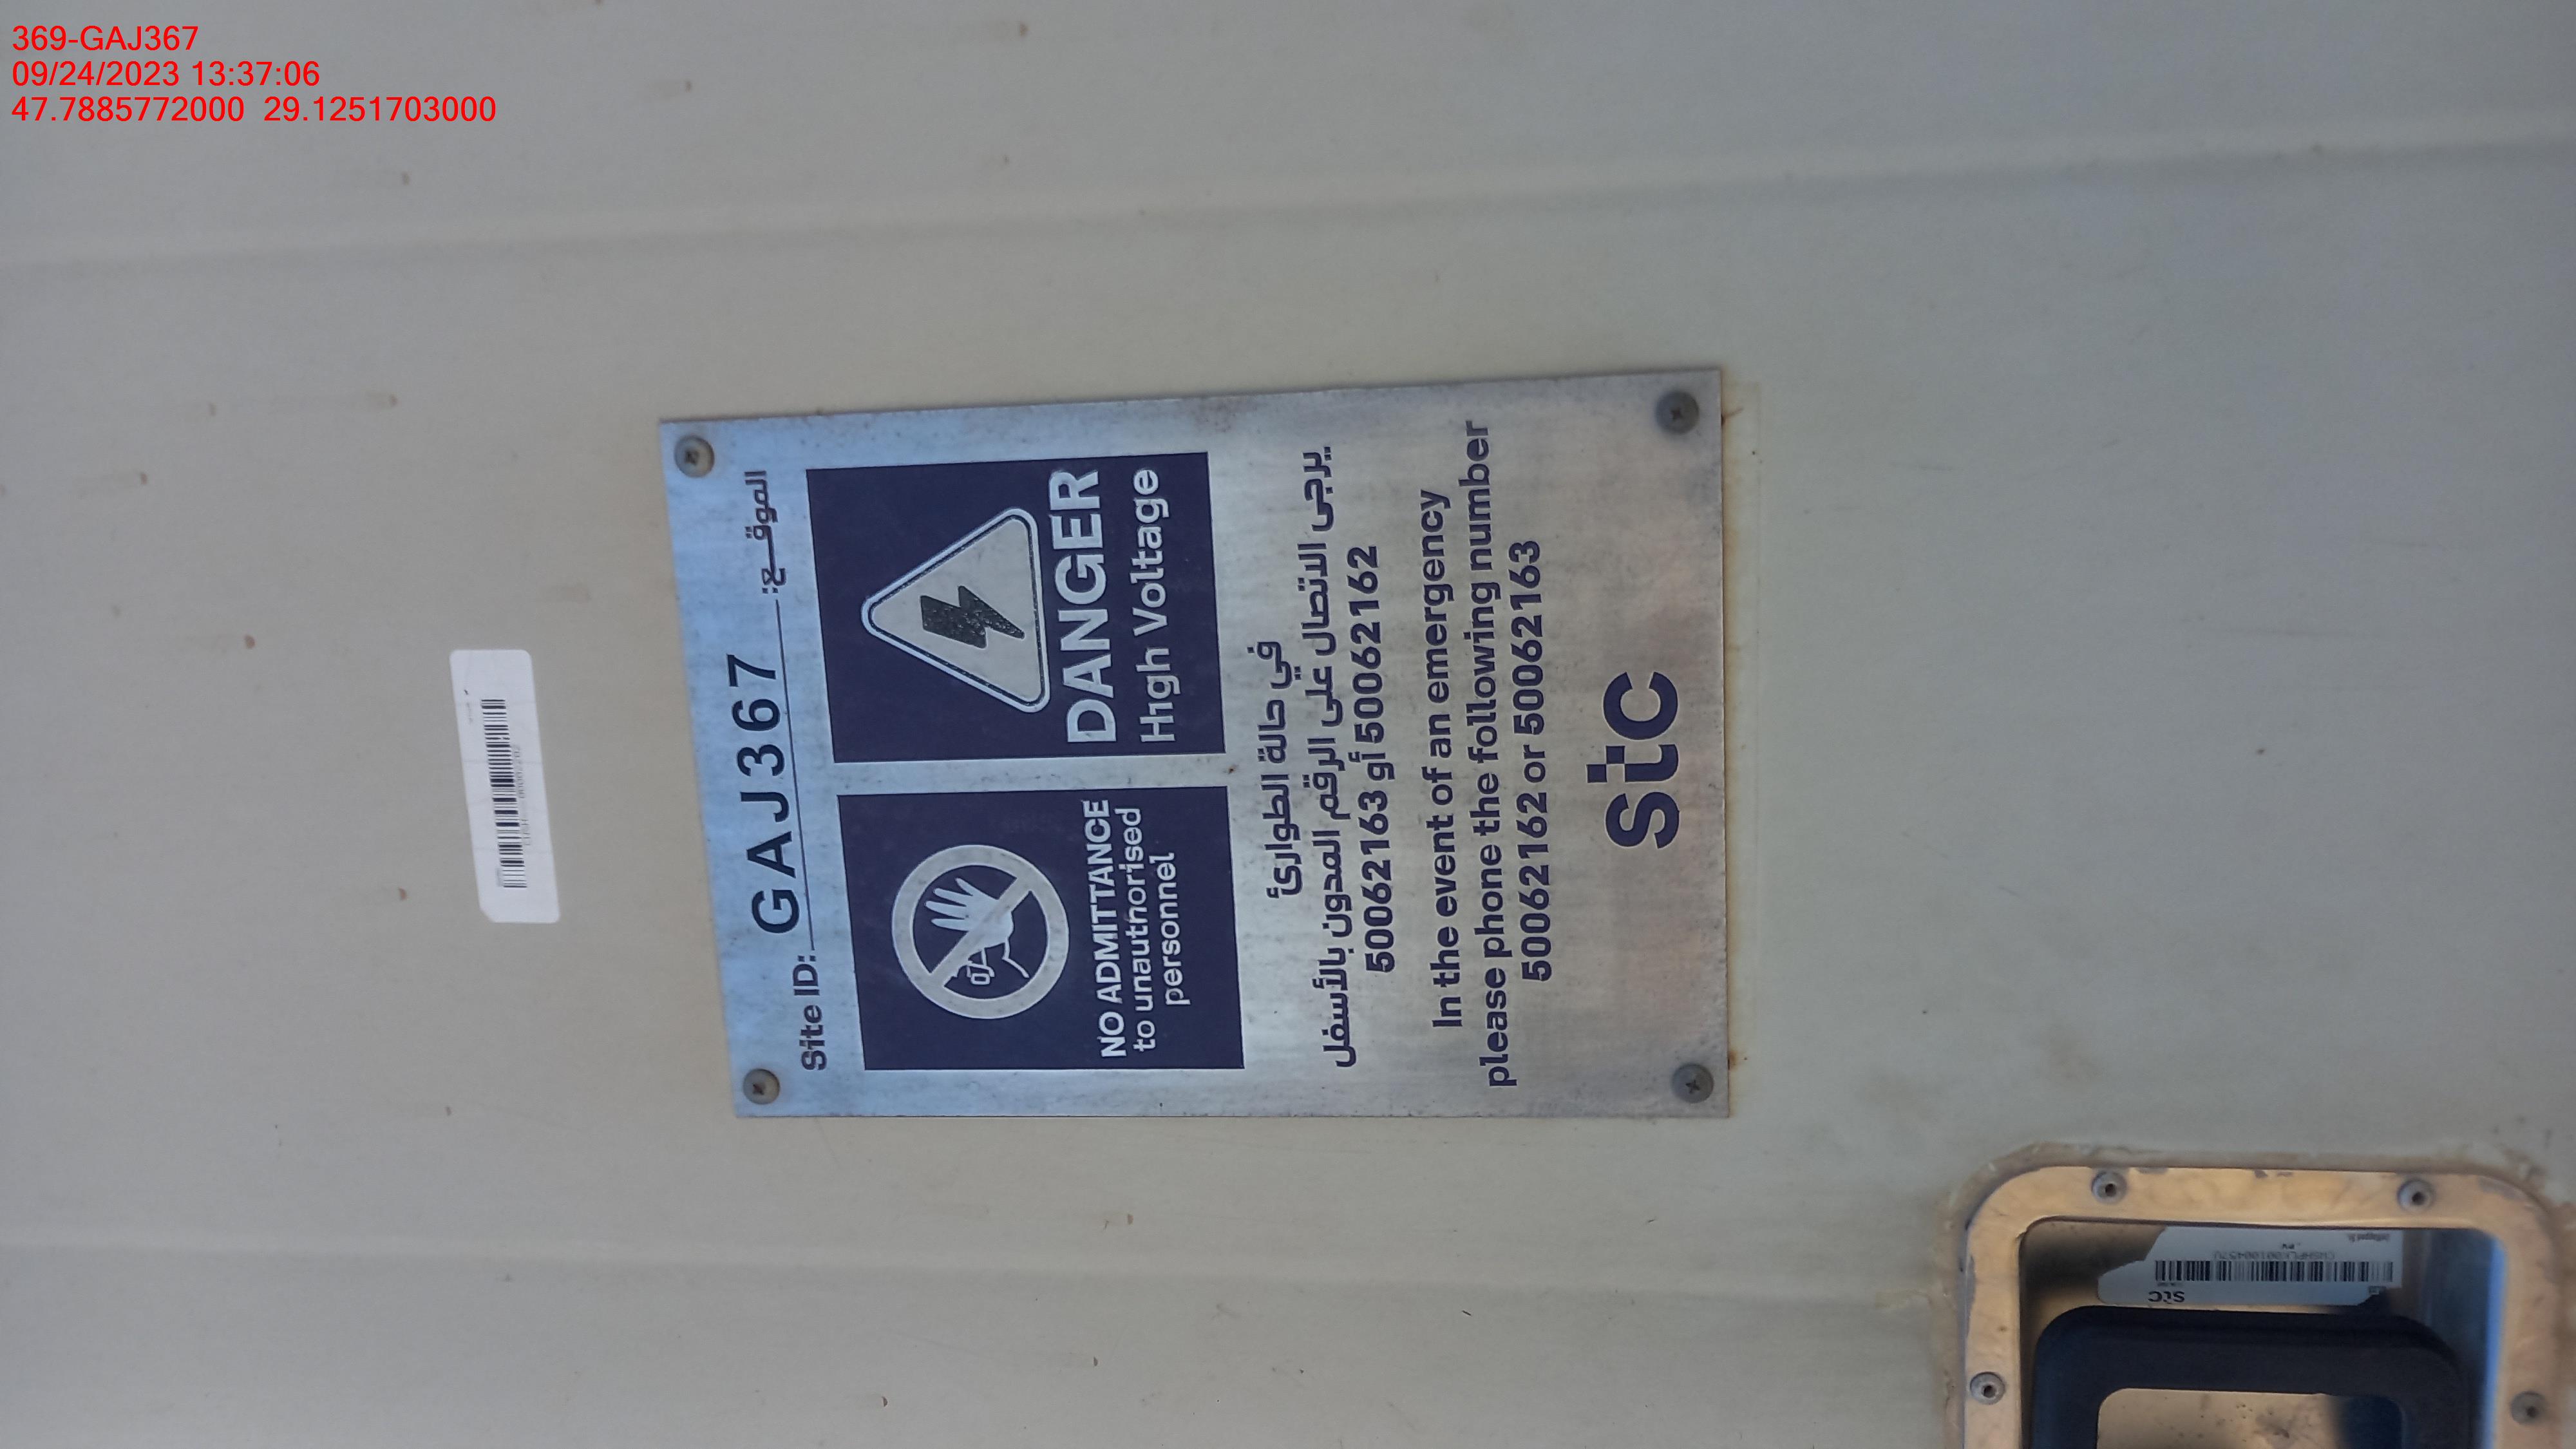 369-GAJ367
09/24/2023 13:37:06
47.7885772000 29.1251703000
Site ID: GAJ367 الموقع:
NO ADMITTANCE
to unauthorised
personnel
DANGER
High Voltage
في حالة الطوارئ
يرجى الاتصال على الرقم المدون بالأسفل
50062162 أو 50062163
In the event of an emergency
please phone the following number
50062162 or 50062163
stc
stc